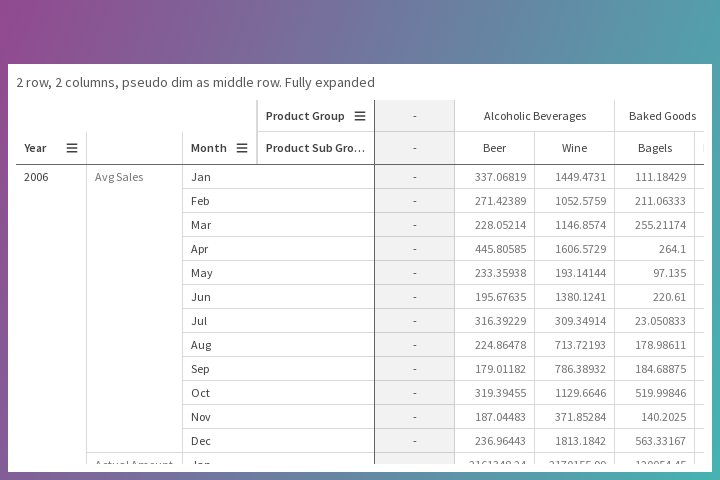 2 row, 2 columns, pseudo dim as middle row. Fully expanded
Product Group - Alcoholic Beverages Baked Goods
Year Month Product Sub Gro... - Beer Wine Bagels
2006 Avg Sales Jan - 337.06819 1449.4731 111.18429
Feb - 271.42389 1052.5759 211.06333
Mar - 228.05214 1146.8574 255.21174
Apr - 445.80585 1606.5729 264.1
May - 233.35938 193.14144 97.135
Jun - 195.67635 1380.1241 220.61
Jul - 316.39229 309.34914 23.050833
Aug - 224.86478 713.72193 178.98611
Sep - 179.01182 786.38932 184.68875
Oct - 319.39455 1129.6646 519.99846
Nov - 187.04483 371.85284 140.2025
Dec - 236.96443 1813.1842 563.33167
Actual Amount Jan